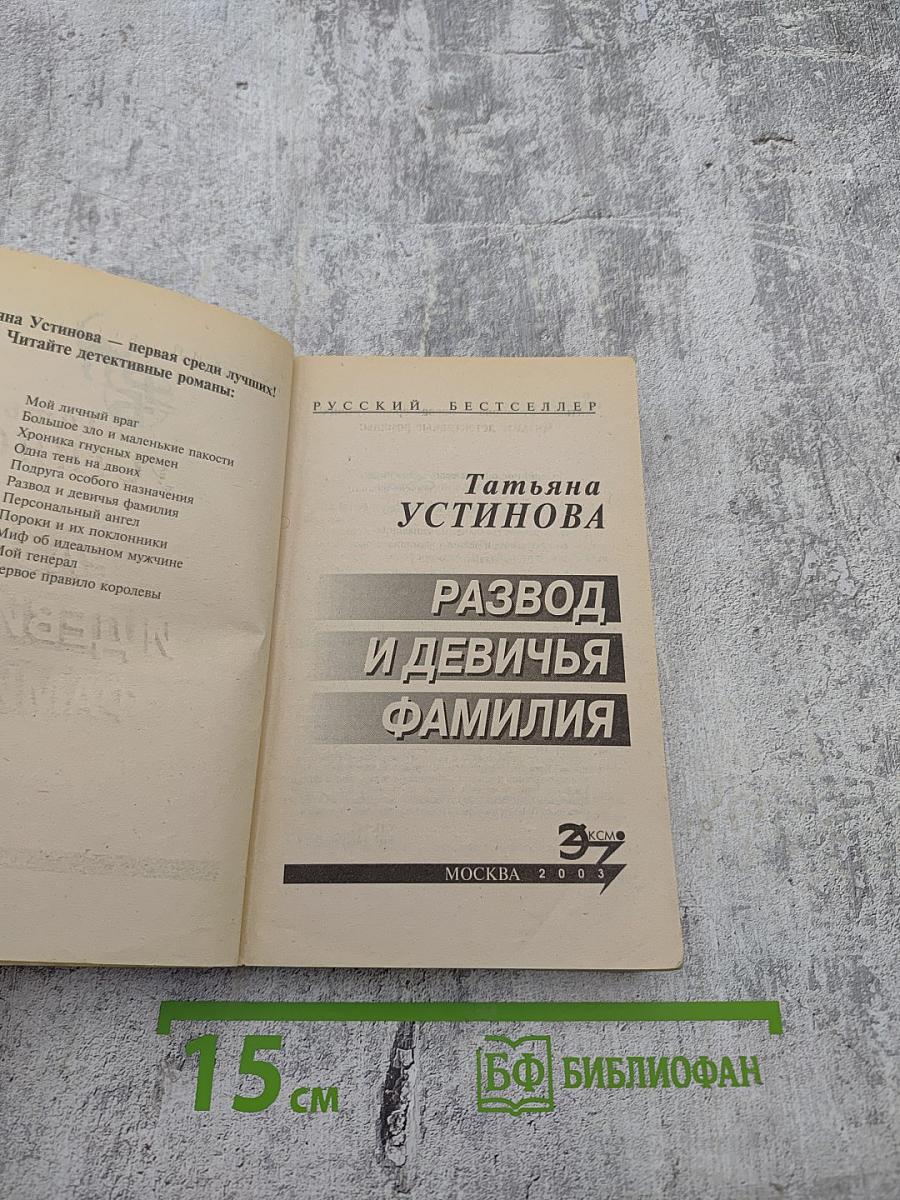 Устинова — первая среди лучших!
Читайте детективные романы:
Мой личный враг
Большое зло и маленькие пакости
Хроника гнусных времен
Одна тень на двоих
Подруга особого назначения
Развод и девичья фамилия
Персональный ангел
Пороки и их поклонники
Миф об идеальном мужчине
Мой генерал
ервое правило королевы
РУССКИЙ БЕСТСЕЛЛЕР
Татьяна
УСТИНОВА
РАЗВОД
И ДЕВИЧЬЯ
ФАМИЛИЯ
ЭКСМО
МОСКВА 2003
15 см
БФ БИБЛИОФАН